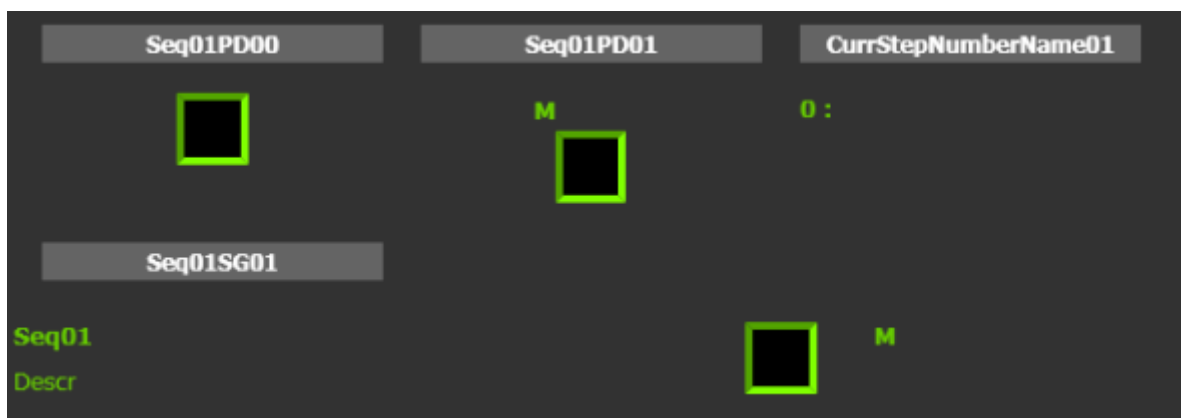 Seq01PD00 Seq01PD01 CurrStepNumberName01
M 0 :
Seq01SG01
Seq01 M
Descr